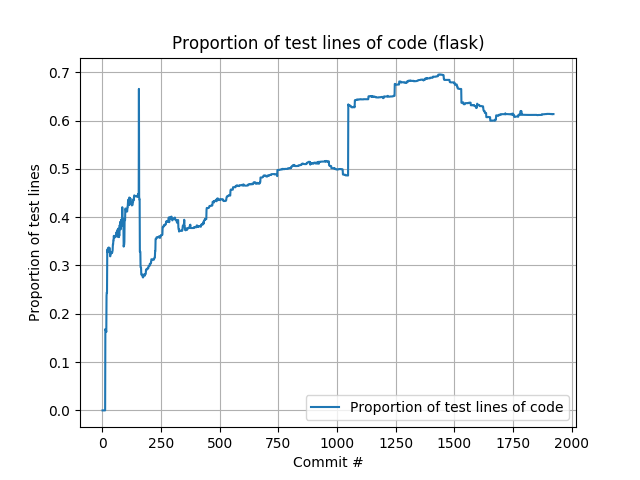 Proportion of test lines of code (flask)
0.7
0.6
0.5
0.4
0.3
0.2
0.1
0.0
Proportion of test lines
Proportion of test lines of code
0 250 500 750 1000 1250 1500 1750 2000
Commit #